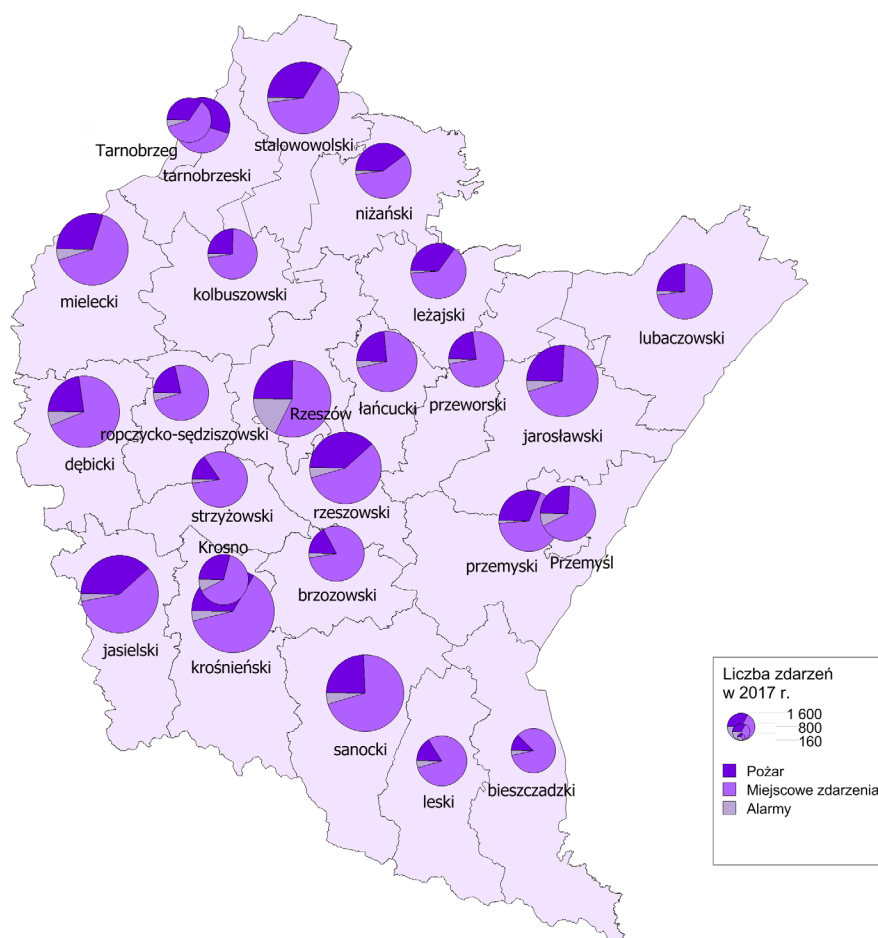 Tarnobrzeg
stalowowolski
tarnobrzeski
niżański
mielecki
kolbuszowski
leżajski
lubaczowski
Rzeszów
łańcucki
przeworski
jarosławski
ropczycko-sędziszowski
dębicki
strzyżowski
rzeszowski
Krosno
brzozowski
przemyski
Przemyśl
jasielski
krośnieński
sanocki
leski
bieszczadzki
Liczba zdarzeń
w 2017 r.
1 600
800
160
Pożar
Miejscowe zdarzenia
Alarmy